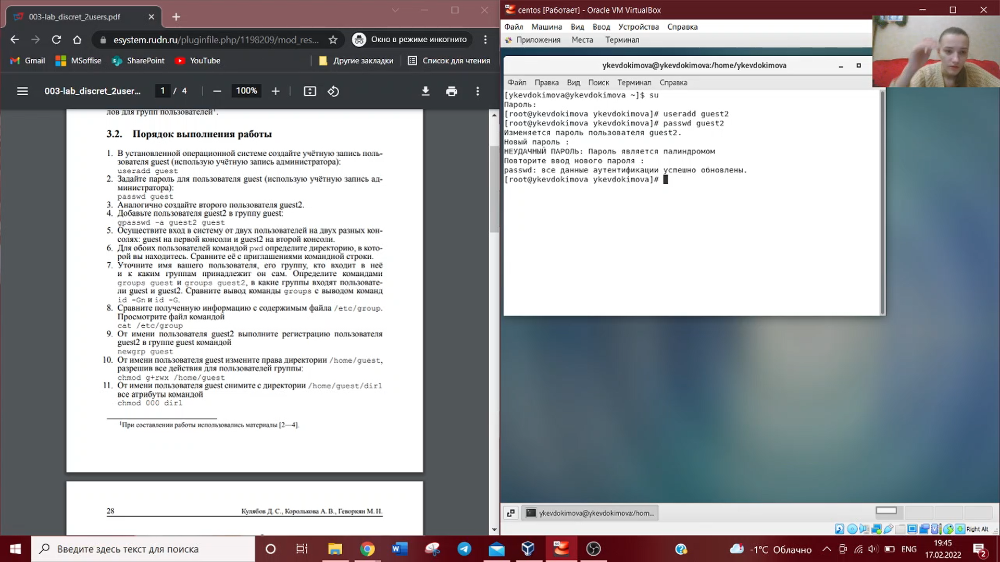 003-lab_discret_2users.pdf
esystem.rudn.ru/pluginfile.php/1198209/mod_res...
Окно в режиме инкогнито
Gmail
MSoffise
SharePoint
YouTube
Другие закладки
Список для чтения
003-lab_discret_2user...
1 / 4
100%
лов для групп пользователей¹.
3.2. Порядок выполнения работы
1. В установленной операционной системе создайте учётную запись поль-
зователя guest (использую учётную запись администратора):
useradd guest
2. Задайте пароль для пользователя guest (использую учётную запись ад-
министратора):
passwd guest
3. Аналогично создайте второго пользователя guest2.
4. Добавьте пользователя guest2 в группу guest:
gpasswd -a guest2 guest
5. Осуществите вход в систему от двух пользователей на двух разных кон-
солях: guest на первой консоли и guest2 на второй консоли.
6. Для обоих пользователей командой pwd определите директорию, в кото-
рой вы находитесь. Сравните её с приглашениями командной строки.
7. Уточните имя вашего пользователя, его группу, кто входит в неё
и к каким группам принадлежит он сам. Определите командами
groups guest и groups guest2, в какие группы входят пользовате-
ли guest и guest2. Сравните вывод команды groups с выводом команд
id -Gn и id -G.
8. Сравните полученную информацию с содержимым файла /etc/group.
Просмотрите файл командой
cat /etc/group
9. От имени пользователя guest2 выполните регистрацию пользователя
guest2 в группе guest командой
newgrp guest
10. От имени пользователя guest измените права директории /home/guest,
разрешив все действия для пользователей группы:
chmod g+rwx /home/guest
11. От имени пользователя guest снимите с директории /home/guest/dir1
все атрибуты командой
chmod 000 dir1
¹При составлении работы использовались материалы [2—4].
28
Кулябов Д. С., Королькова А. В., Геворкян М. Н.
centos [Работает] - Oracle VM VirtualBox
Файл Машина Вид Ввод Устройства Справка
Приложения Места Терминал
ykevdokimova@ykevdokimova:/home/ykevdokimova
Файл Правка Вид Поиск Терминал Справка
[ykevdokimova@ykevdokimova ~]$ su
Пароль:
[root@ykevdokimova ykevdokimova]# useradd guest2
[root@ykevdokimova ykevdokimova]# passwd guest2
Изменяется пароль пользователя guest2.
Новый пароль :
НЕУДАЧНЫЙ ПАРОЛЬ: Пароль является палиндромом
Повторите ввод нового пароля :
passwd: все данные аутентификации успешно обновлены.
[root@ykevdokimova ykevdokimova]#
ykevdokimova@ykevdokimova:/hom...
Right Alt
Введите здесь текст для поиска
-1°C Облачно
ENG
19:45
17.02.2022
2